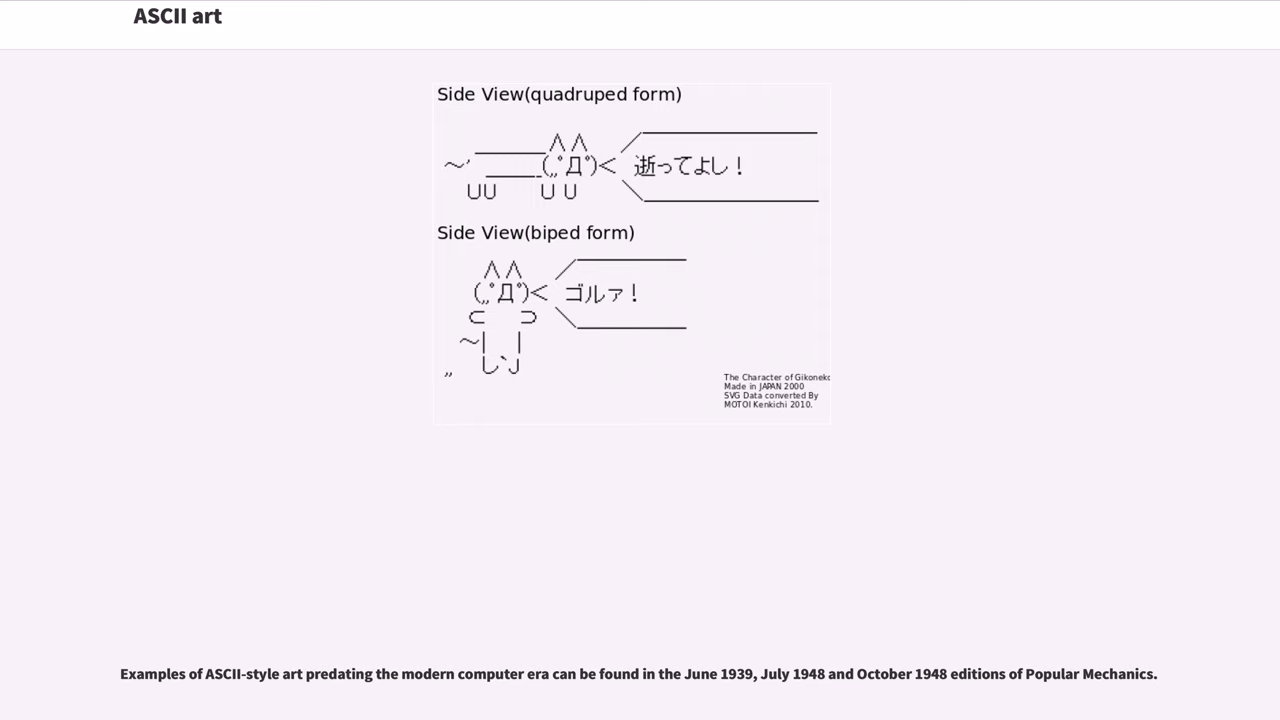 ASCII art
Side View(quadruped form)
∧∧
～′￣￣(,,ﾟДﾟ)＜ 逝ってよし！
UU U U
Side View(biped form)
∧∧
(,,ﾟДﾟ)＜ ゴルァ！
⊂ ⊃
～| |
,, し`J
The Character of Gikoneko
Made in JAPAN 2000
SVG Data converted By
MOTOI Kenkichi 2010.
Examples of ASCII-style art predating the modern computer era can be found in the June 1939, July 1948 and October 1948 editions of Popular Mechanics.